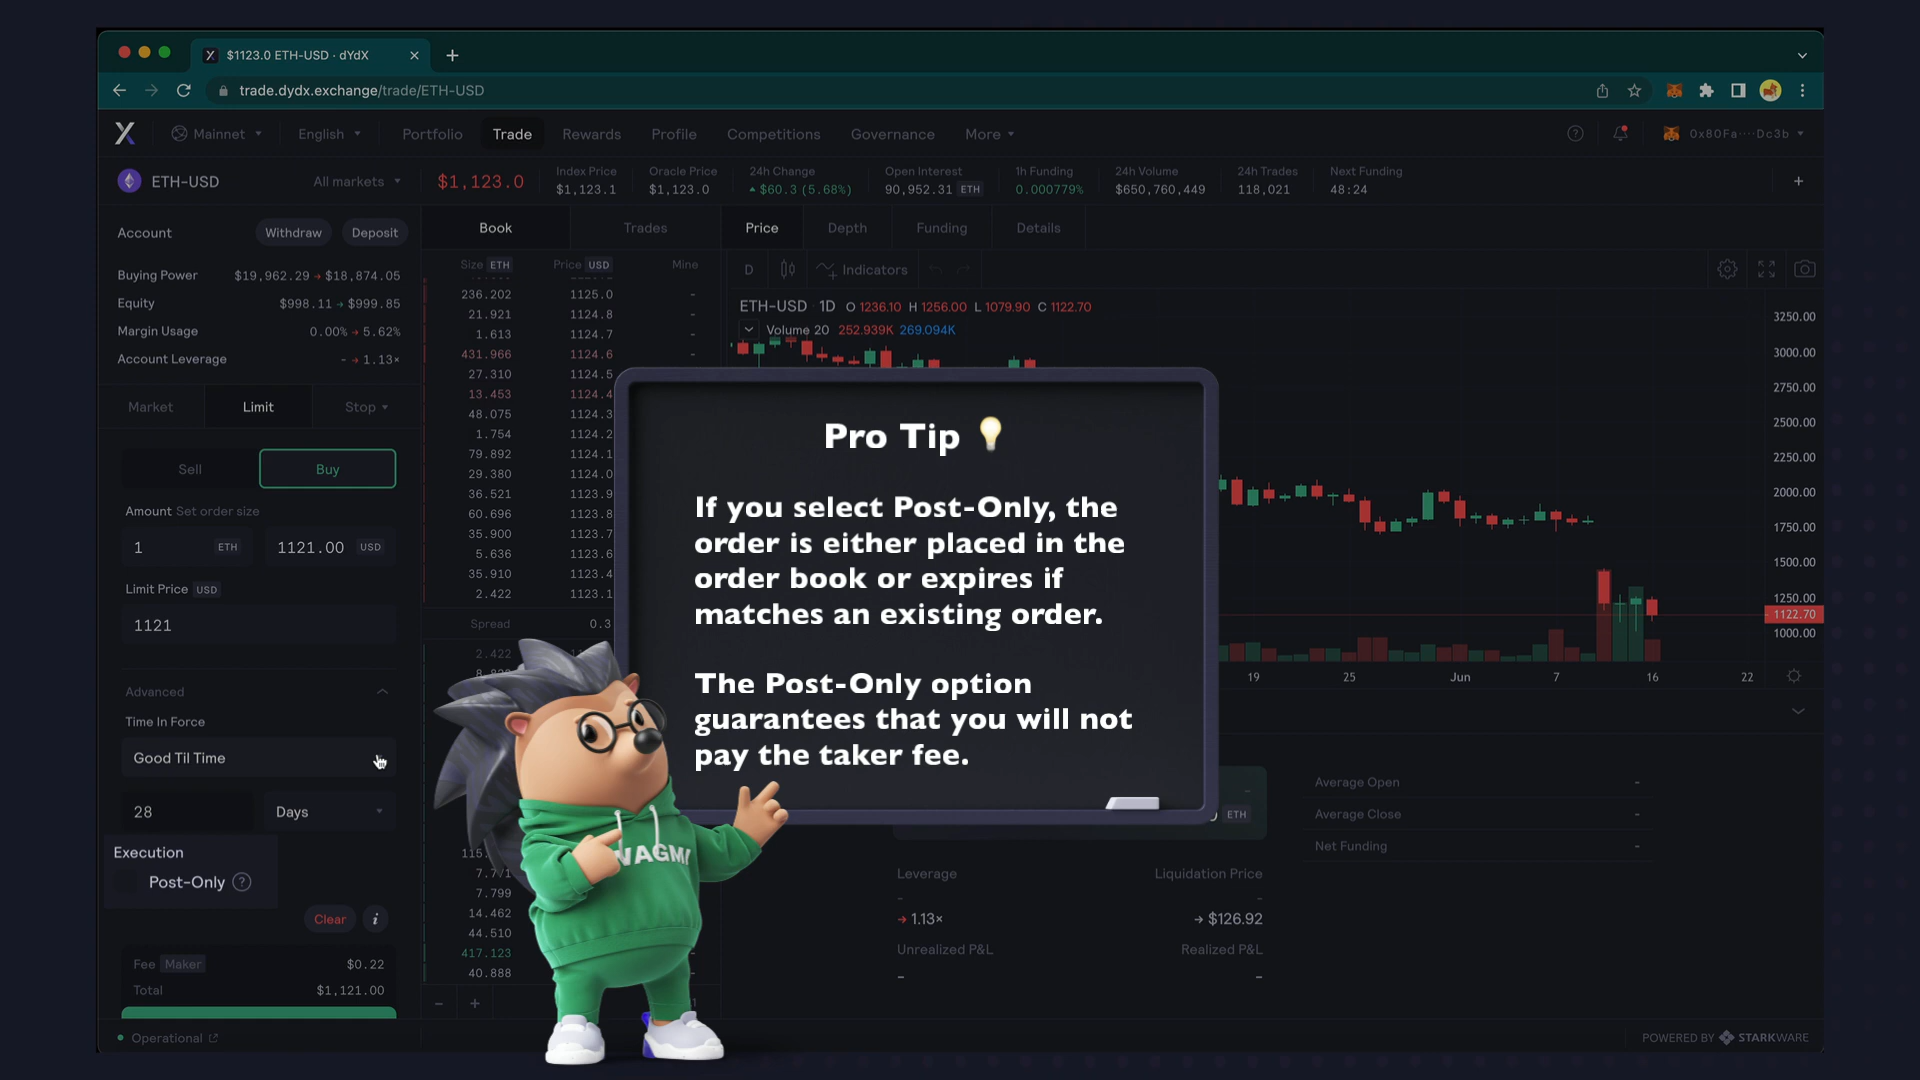 $1123.0 ETH-USD · dYdX
trade.dydx.exchange/trade/ETH-USD
Mainnet English Portfolio Trade Rewards Profile Competitions Governance More 0x80Fa····Dc3b
ETH-USD All markets $1,123.0
Index Price Oracle Price 24h Change Open Interest 1h Funding 24h Volume 24h Trades Next Funding
$1,123.1 $1,123.0 $60.3 (5.68%) 90,952.31 ETH 0.000779% $650,760,449 118,021 48:24
Account Withdraw Deposit
Buying Power $19,962.29 → $18,874.05
Equity $998.11 → $999.85
Margin Usage 0.00% → 5.62%
Account Leverage - → 1.13×
Market Limit Stop
Sell Buy
Amount Set order size
1 ETH 1121.00 USD
Limit Price USD
1121
Advanced
Time In Force
Good Til Time
28 Days
Execution
Post-Only ?
Clear i
Fee Maker $0.22
Total $1,121.00
Operational
Book Trades
Size ETH Price USD Mine
236.202 1125.0 -
21.921 1124.8 -
1.613 1124.7 -
431.966 1124.6 -
27.310 1124.5
13.453 1124.4
48.075 1124.3
1.754 1124.2
79.892 1124.1
29.380 1124.0
36.521 1123.9
60.696 1123.8
35.900 1123.7
5.636 1123.6
35.910 1123.4
2.422 1123.1
Spread 0.3
2.422
7.799
14.462
44.510
417.123
40.888
Price Depth Funding Details
D Indicators
ETH-USD 1D O 1236.10 H 1256.00 L 1079.90 C 1122.70
Volume 20 252.939K 269.094K
3250.00
3000.00
2750.00
2500.00
2250.00
2000.00
1750.00
1500.00
1250.00
1122.70
1000.00
19 25 Jun 7 16 22
Pro Tip 💡
If you select Post-Only, the
order is either placed in the
order book or expires if
matches an existing order.
The Post-Only option
guarantees that you will not
pay the taker fee.
WAGMI
ETH
Leverage Liquidation Price
- -
→ 1.13× → $126.92
Unrealized P&L Realized P&L
- -
Average Open -
Average Close -
Net Funding -
POWERED BY STARKWARE